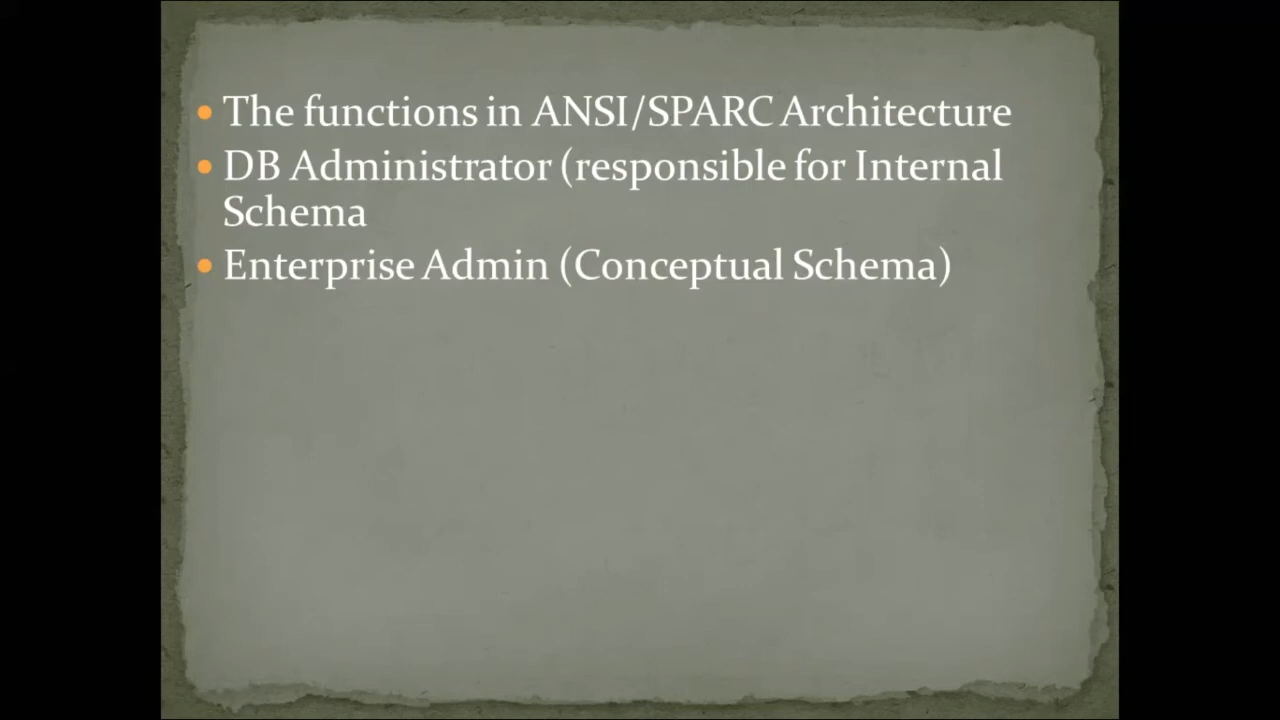 The functions in ANSI/SPARC Architecture
DB Administrator (responsible for Internal
Schema
Enterprise Admin (Conceptual Schema)